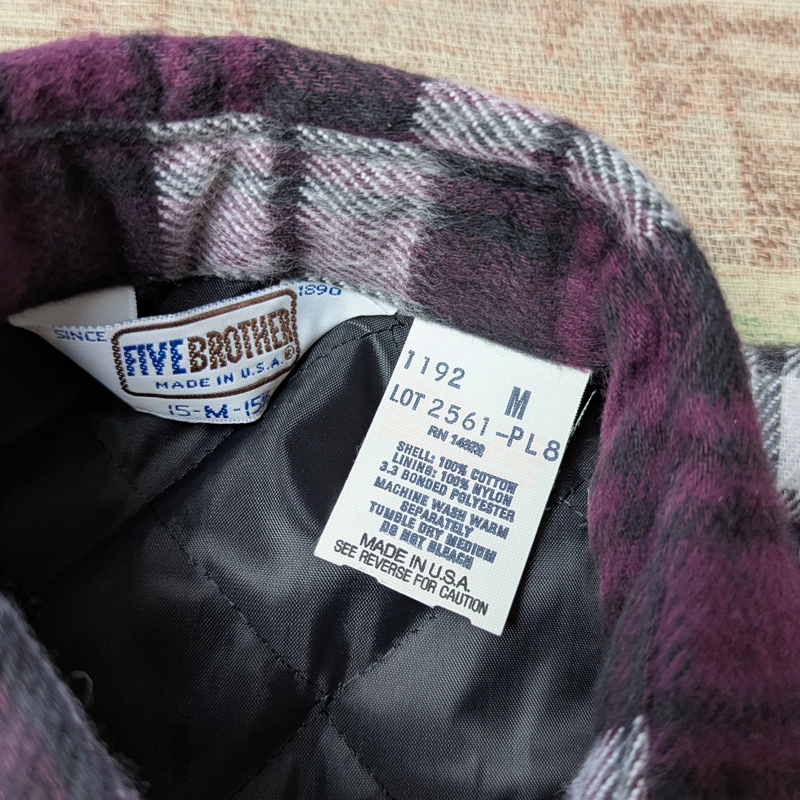 SINCE 1890
FIVE BROTHER®
MADE IN U.S.A.
15-M-15½
1192 M
LOT 2561-PL8
RN 14828
SHELL: 100% COTTON
LINING: 100% NYLON
3.3 BONDED POLYESTER
MACHINE WASH WARM
SEPARATELY
TUMBLE DRY MEDIUM
DO NOT BLEACH
MADE IN U.S.A.
SEE REVERSE FOR CAUTION